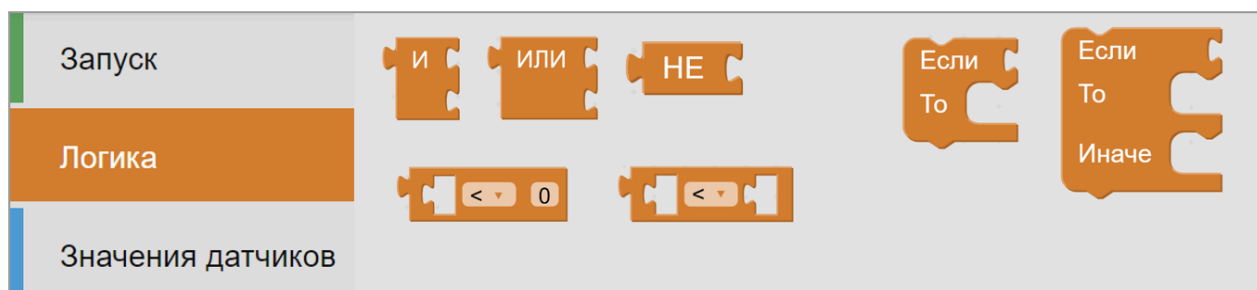 Запуск
Логика
Значения датчиков
И
ИЛИ
НЕ
< ▾ 0
< ▾
Если
То
Если
То
Иначе